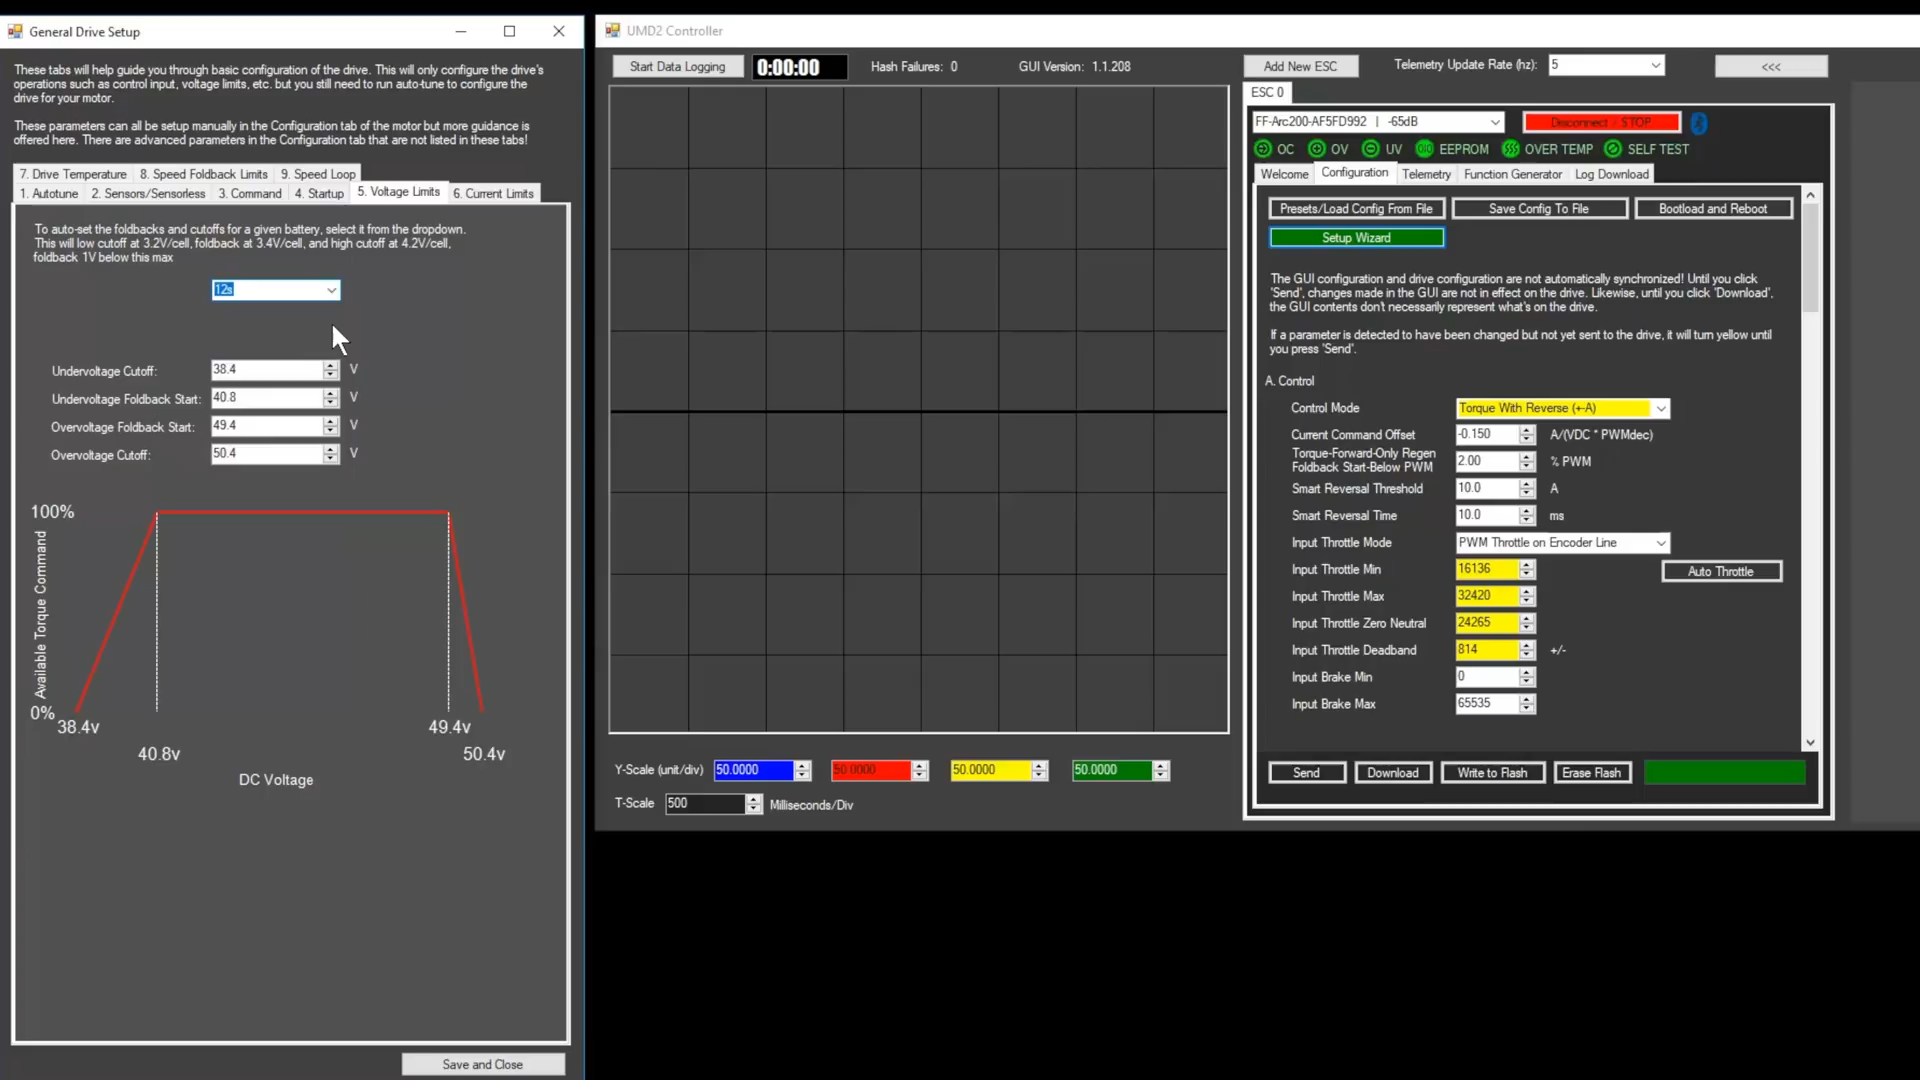 General Drive Setup
These tabs will help guide you through basic configuration of the drive. This will only configure the drive's
operations such as control input, voltage limits, etc. but you still need to run auto-tune to configure the
drive for your motor.
These parameters can all be setup manually in the Configuration tab of the motor but more guidance is
offered here. There are advanced parameters in the Configuration tab that are not listed in these tabs!
7. Drive Temperature 8. Speed Foldback Limits 9. Speed Loop
1. Autotune 2. Sensors/Sensorless 3. Command 4. Startup 5. Voltage Limits 6. Current Limits
To auto-set the foldbacks and cutoffs for a given battery, select it from the dropdown.
This will low cutoff at 3.2V/cell, foldback at 3.4V/cell, and high cutoff at 4.2V/cell,
foldback 1V below this max
12s
Undervoltage Cutoff: 38.4 V
Undervoltage Foldback Start: 40.8 V
Overvoltage Foldback Start: 49.4 V
Overvoltage Cutoff: 50.4 V
100%
Available Torque Command
0%
38.4v 49.4v
40.8v 50.4v
DC Voltage
Save and Close
UMD2 Controller
Start Data Logging 0:00:00 Hash Failures: 0 GUI Version: 1.1.208
Y-Scale (unit/div) 50.0000 50.0000 50.0000 50.0000
T-Scale 500 Milliseconds/Div
Add New ESC Telemetry Update Rate (hz): 5 <<<
ESC 0
FF-Arc200-AF5FD992 | -65dB Disconnect / STOP
OC OV UV EEPROM OVER TEMP SELF TEST
Welcome Configuration Telemetry Function Generator Log Download
Presets/Load Config From File Save Config To File Bootload and Reboot
Setup Wizard
The GUI configuration and drive configuration are not automatically synchronized! Until you click
'Send', changes made in the GUI are not in effect on the drive. Likewise, until you click 'Download',
the GUI contents don't necessarily represent what's on the drive.
If a parameter is detected to have been changed but not yet sent to the drive, it will turn yellow until
you press 'Send'.
A. Control
Control Mode Torque With Reverse (+-A)
Current Command Offset -0.150 A/(VDC * PWMdec)
Torque-Forward-Only Regen
Foldback Start-Below PWM 2.00 % PWM
Smart Reversal Threshold 10.0 A
Smart Reversal Time 10.0 ms
Input Throttle Mode PWM Throttle on Encoder Line
Input Throttle Min 16136 Auto Throttle
Input Throttle Max 32420
Input Throttle Zero Neutral 24265
Input Throttle Deadband 814 +/-
Input Brake Min 0
Input Brake Max 65535
Send Download Write to Flash Erase Flash